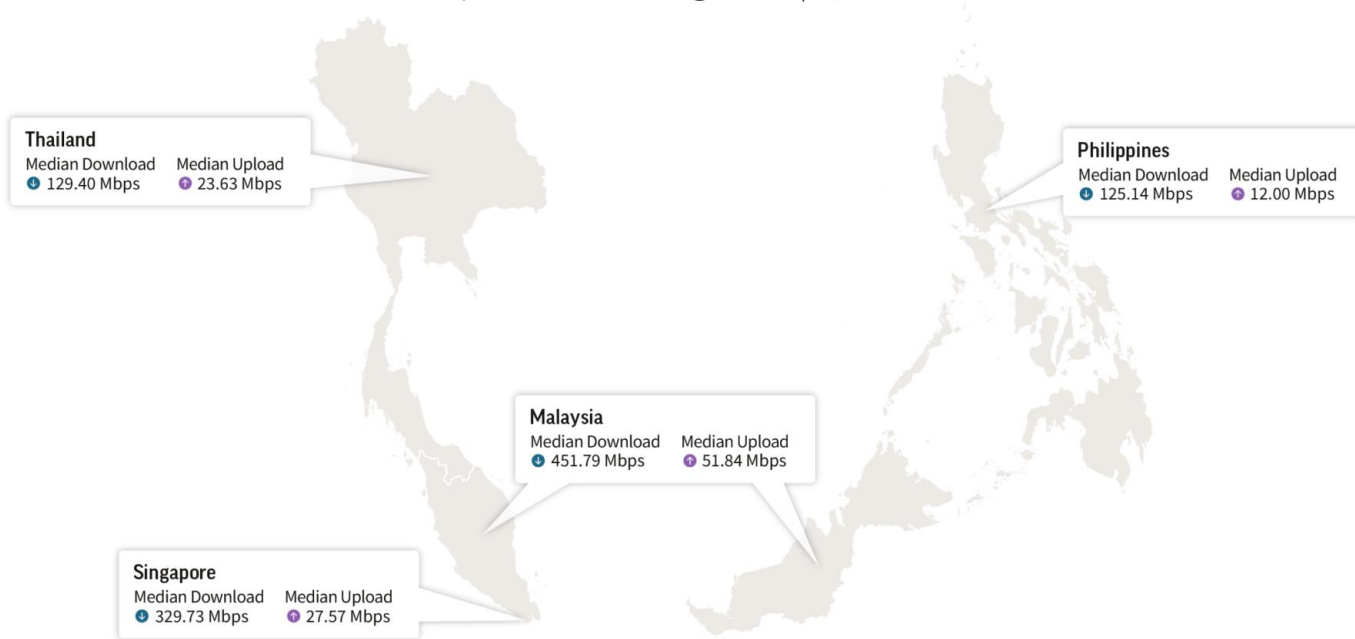 Thailand
Median Download Median Upload
129.40 Mbps 23.63 Mbps
Philippines
Median Download Median Upload
125.14 Mbps 12.00 Mbps
Malaysia
Median Download Median Upload
451.79 Mbps 51.84 Mbps
Singapore
Median Download Median Upload
329.73 Mbps 27.57 Mbps